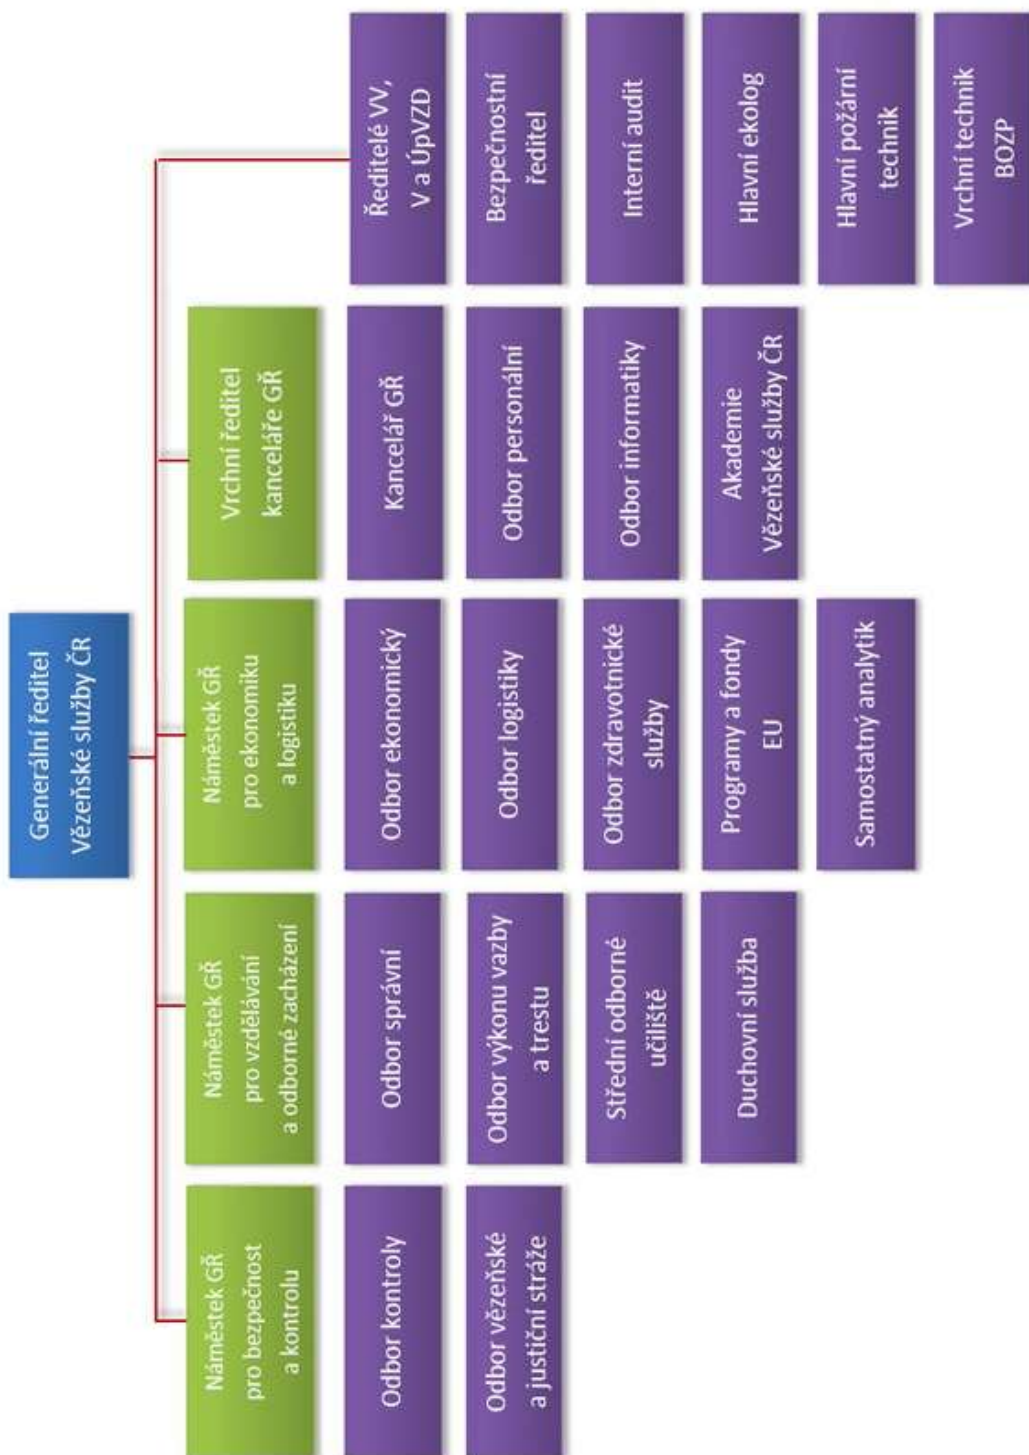 Generální ředitel
Vězeňské služby ČR
Náměstek GŘ
pro bezpečnost
a kontrolu
Odbor kontroly
Odbor vězeňské
a justiční stráže
Náměstek GŘ
pro vzdělávání
a odborné zacházení
Odbor správní
Odbor výkonu vazby
a trestu
Střední odborné
učiliště
Duchovní služba
Náměstek GŘ
pro ekonomiku
a logistiku
Odbor ekonomický
Odbor logistiky
Odbor zdravotnické
služby
Programy a fondy
EU
Samostatný analytik
Vrchní ředitel
kanceláře GŘ
Kancelář GŘ
Odbor personální
Odbor informatiky
Akademie
Vězeňské služby ČR
Ředitelé VV,
V a ÚpVZD
Bezpečnostní
ředitel
Interní audit
Hlavní ekolog
Hlavní požární
technik
Vrchní technik
BOZP